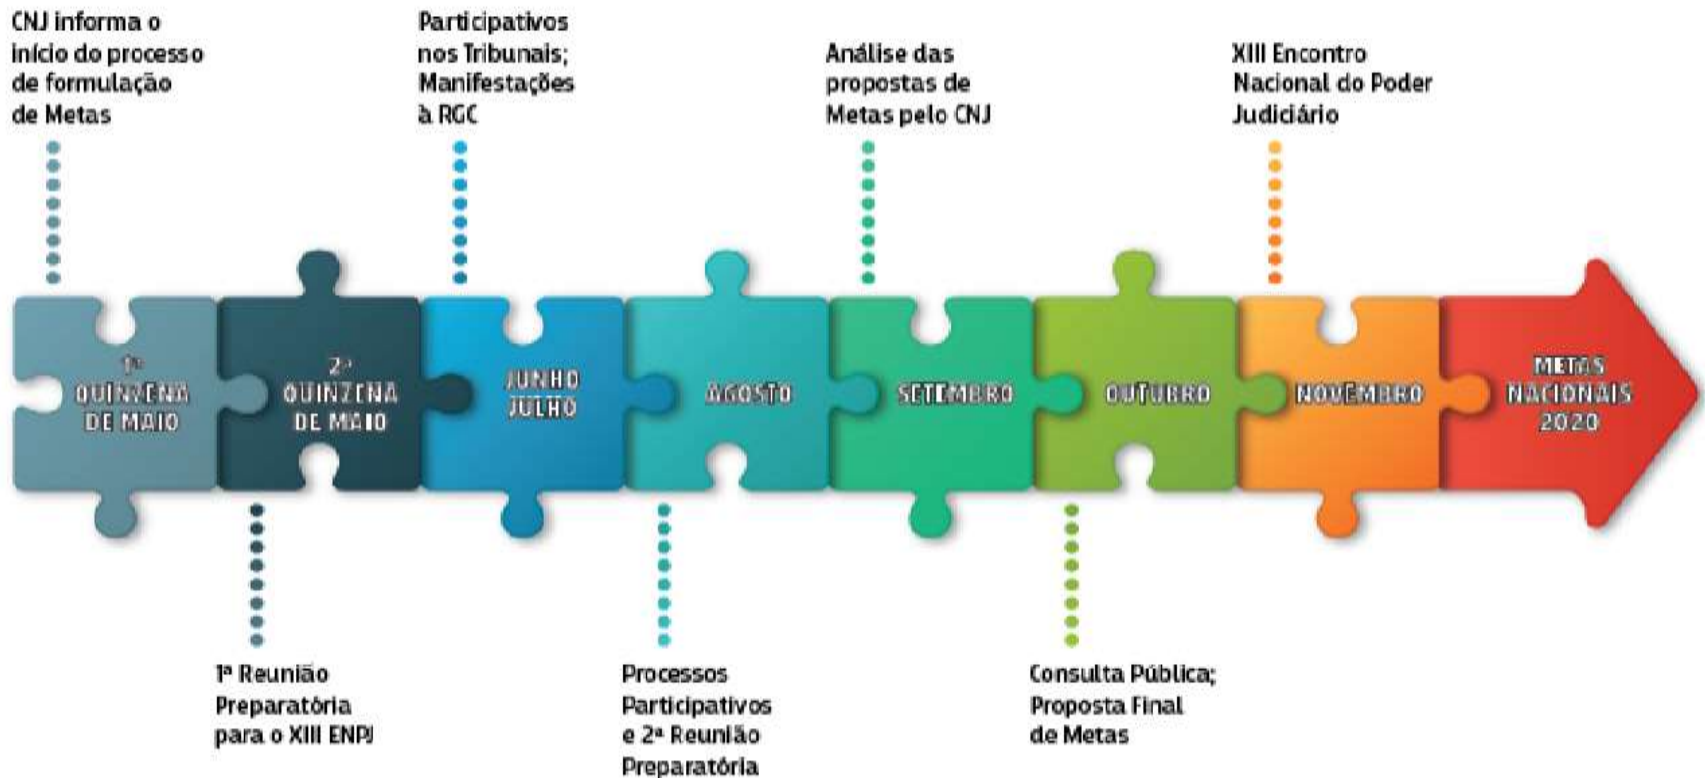 CNJ informa o
início do processo
de formulação
de Metas
Participativos
nos Tribunais;
Manifestações
à RGC
Análise das
propostas de
Metas pelo CNJ
XIII Encontro
Nacional do Poder
Judiciário
1ª
QUINZENA
DE MAIO
2ª
QUINZENA
DE MAIO
JUNHO
JULHO
AGOSTO
SETEMBRO
OUTUBRO
NOVEMBRO
METAS
NACIONAIS
2020
1ª Reunião
Preparatória
para o XIII ENPJ
Processos
Participativos
e 2ª Reunião
Preparatória
Consulta Pública;
Proposta Final
de Metas